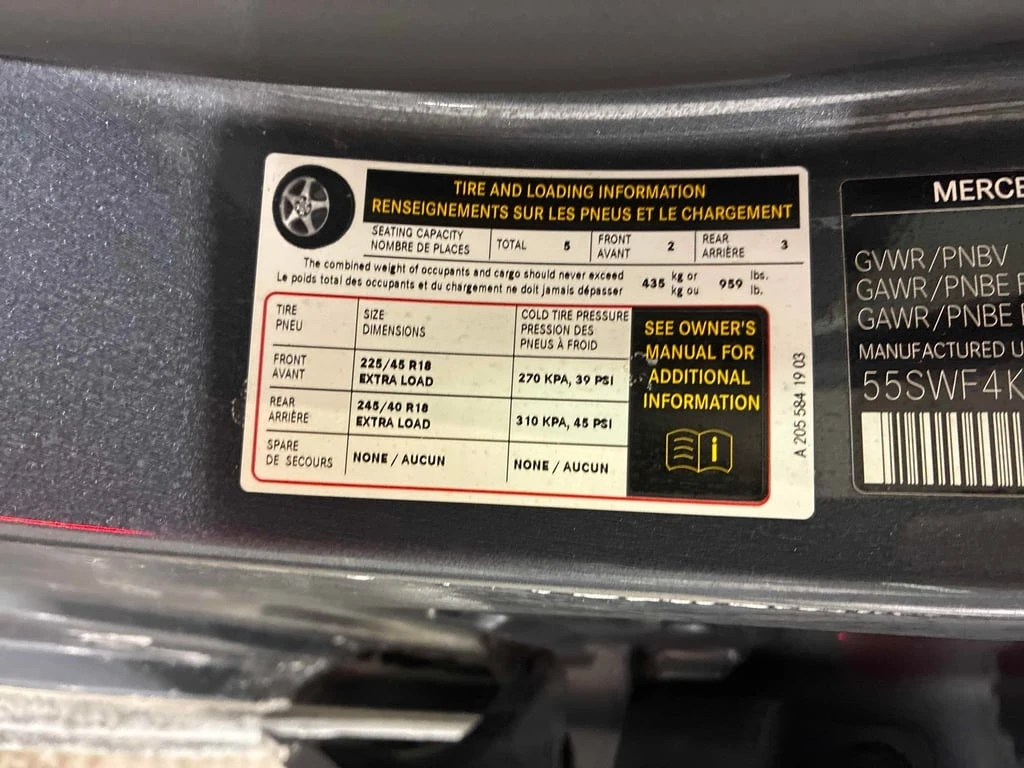 TIRE AND LOADING INFORMATION
RENSEIGNEMENTS SUR LES PNEUS ET LE CHARGEMENT
SEATING CAPACITY
NOMBRE DE PLACES
TOTAL 5
FRONT
AVANT
2
REAR
ARRIÈRE
3
The combined weight of occupants and cargo should never exceed
Le poids total des occupants et du chargement ne doit jamais dépasser
435
kg or
kg ou
959
lbs.
lb.
TIRE
PNEU
SIZE
DIMENSIONS
COLD TIRE PRESSURE
PRESSION DES
PNEUS À FROID
FRONT
AVANT
225/45 R18
EXTRA LOAD
270 KPA, 39 PSI
REAR
ARRIÈRE
245/40 R18
EXTRA LOAD
310 KPA, 45 PSI
SPARE
DE SECOURS
NONE / AUCUN
NONE / AUCUN
SEE OWNER'S
MANUAL FOR
ADDITIONAL
INFORMATION
A 205 584 19 03
MERCE
GVWR/PNBV
GAWR/PNBE
GAWR/PNBE
MANUFACTURED U
55SWF4K